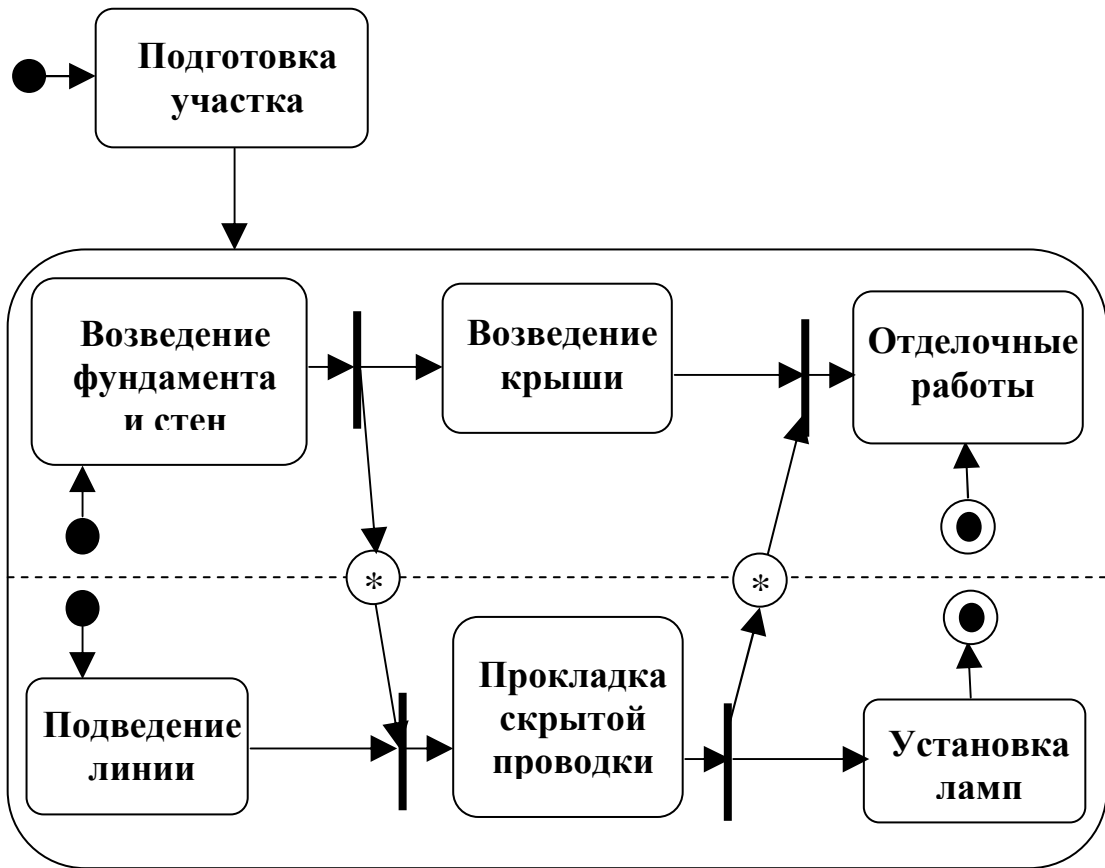 Подготовка
участка
Возведение
фундамента
и стен
Возведение
крыши
Отделочные
работы
*
*
Подведение
линии
Прокладка
скрытой
проводки
Установка
ламп